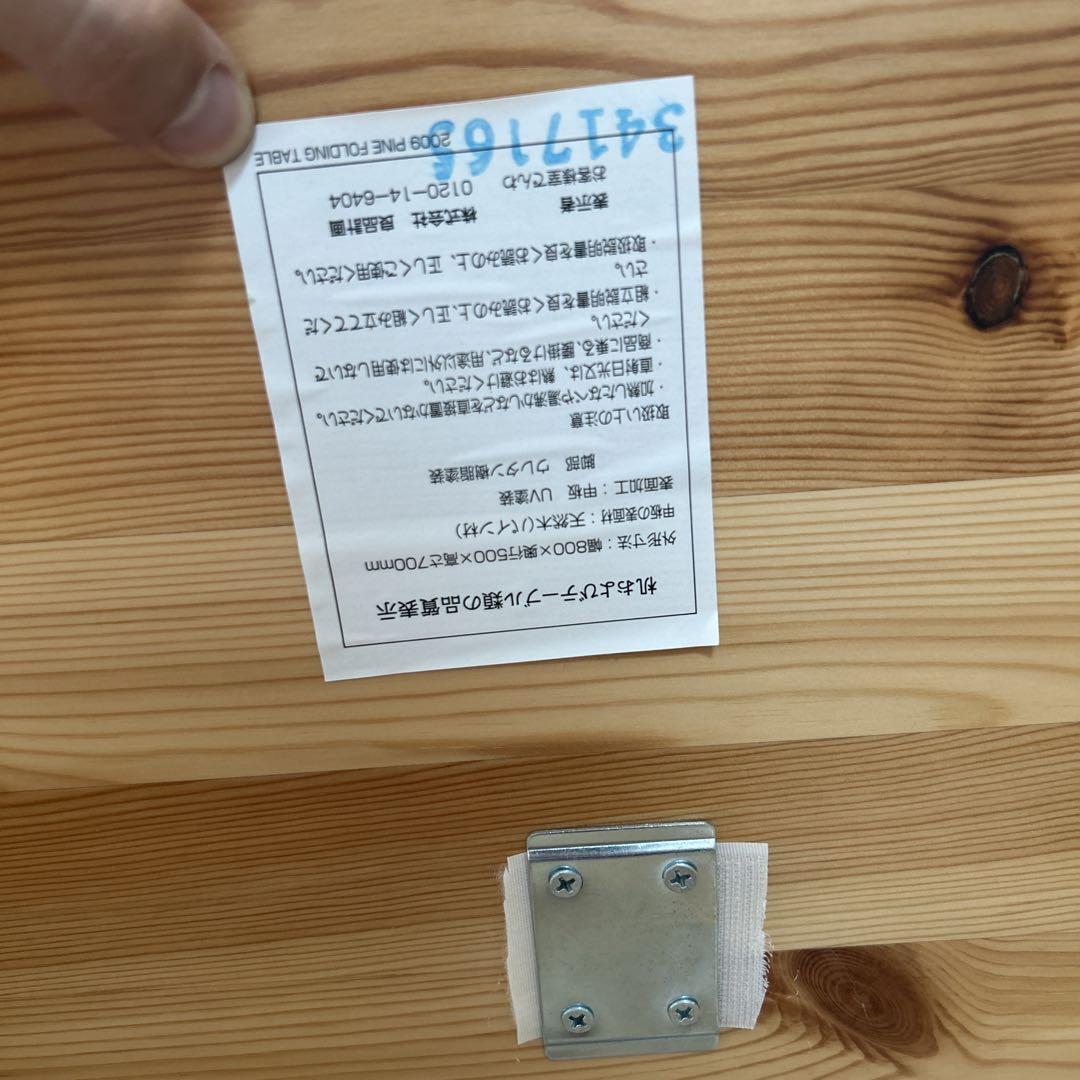 机およびテーブル類の品質表示
外形寸法：幅800×奥行500×高さ700mm
甲板の表面材：天然木(パイン材)
表面加工：甲板 UV塗装
脚部 ウレタン樹脂塗装
取扱い上の注意
・加熱したなべや湯沸かしなどを直接置かないでください。
・直射日光又は、熱はお避けください。
・商品に乗る、腰掛けるなど、用途以外には使用しないで
ください。
・組立説明書を良くお読みの上、正しく組み立ててくだ
さい。
・取扱説明書を良くお読みの上、正しくご使用ください。
表示者 株式会社 良品計画
お客様室でんわ 0120-14-6404
2009 PINE FOLDING TABLE
3417165